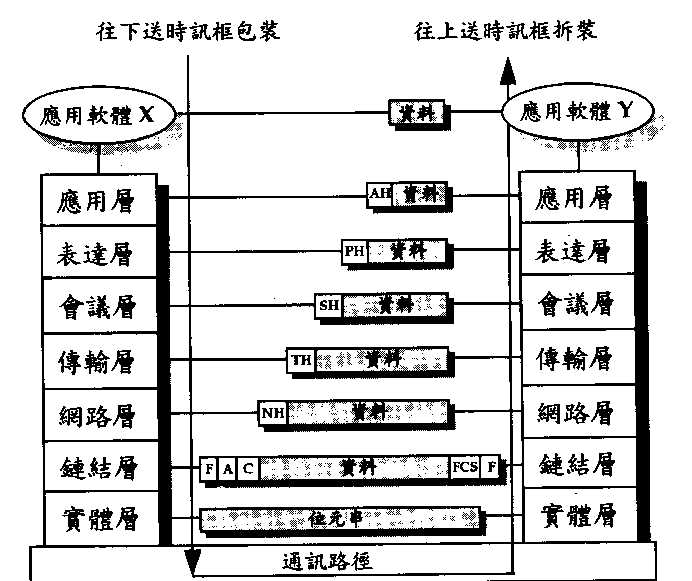 往下送時訊框包裝 往上送時訊框拆裝
應用軟體 X 資料 應用軟體 Y
應用層 AH 資料 應用層
表達層 PH 資料 表達層
會議層 SH 資料 會議層
傳輸層 TH 資料 傳輸層
網路層 NH 資料 網路層
鏈結層 F A C 資料 FCS F 鏈結層
實體層 位元串 實體層
通訊路徑